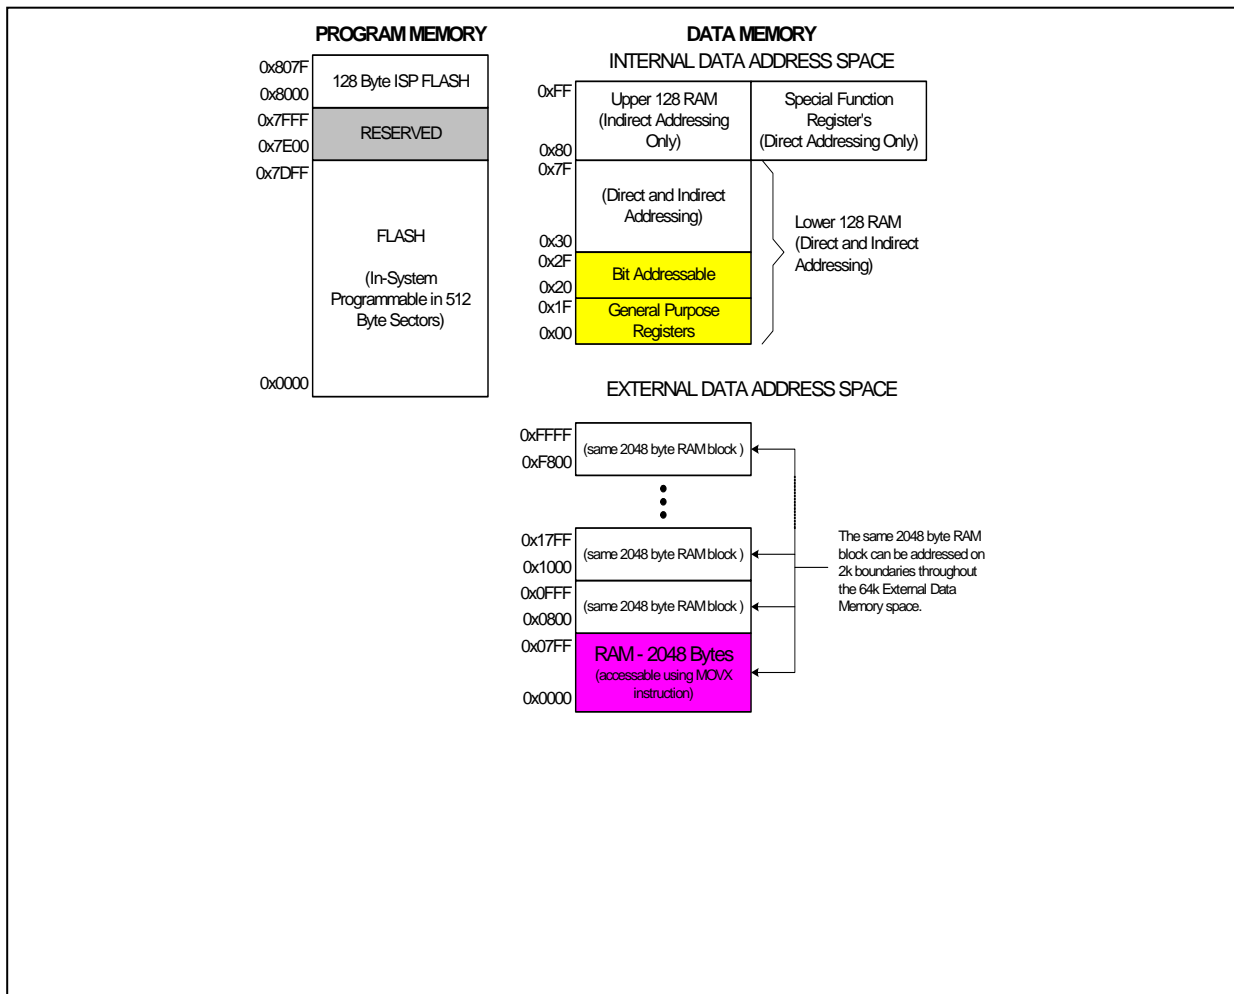 PROGRAM MEMORY
0x807F
0x8000
128 Byte ISP FLASH
0x7FFF
0x7E00
RESERVED
0x7DFF
FLASH
(In-System
Programmable in 512
Byte Sectors)
0x0000
DATA MEMORY
INTERNAL DATA ADDRESS SPACE
0xFF
Upper 128 RAM
(Indirect Addressing
Only)
0x80
Special Function
Register's
(Direct Addressing Only)
0x7F
(Direct and Indirect
Addressing)
0x30
0x2F
Bit Addressable
0x20
0x1F
General Purpose
Registers
0x00
Lower 128 RAM
(Direct and Indirect
Addressing)
EXTERNAL DATA ADDRESS SPACE
0xFFFF
(same 2048 byte RAM block )
0xF800
0x17FF
(same 2048 byte RAM block )
0x1000
0x0FFF
(same 2048 byte RAM block )
0x0800
0x07FF
RAM - 2048 Bytes
(accessable using MOVX
instruction)
0x0000
The same 2048 byte RAM
block can be addressed on
2k boundaries throughout
the 64k External Data
Memory space.